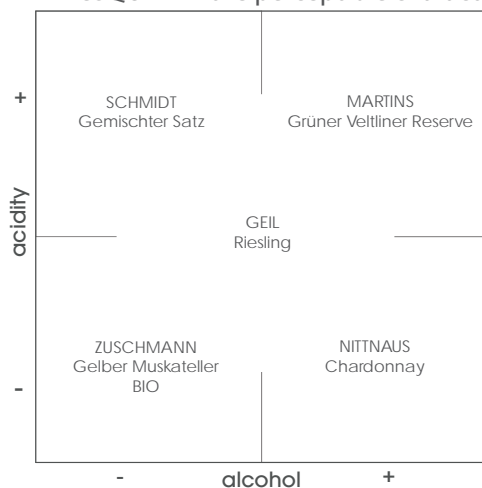 +
SCHMIDT
Gemischter Satz
MARTINS
Grüner Veltliner Reserve
acidity
GEIL
Riesling
ZUSCHMANN
Gelber Muskateller
BIO
NITTNAUS
Chardonnay
-
- alcohol +